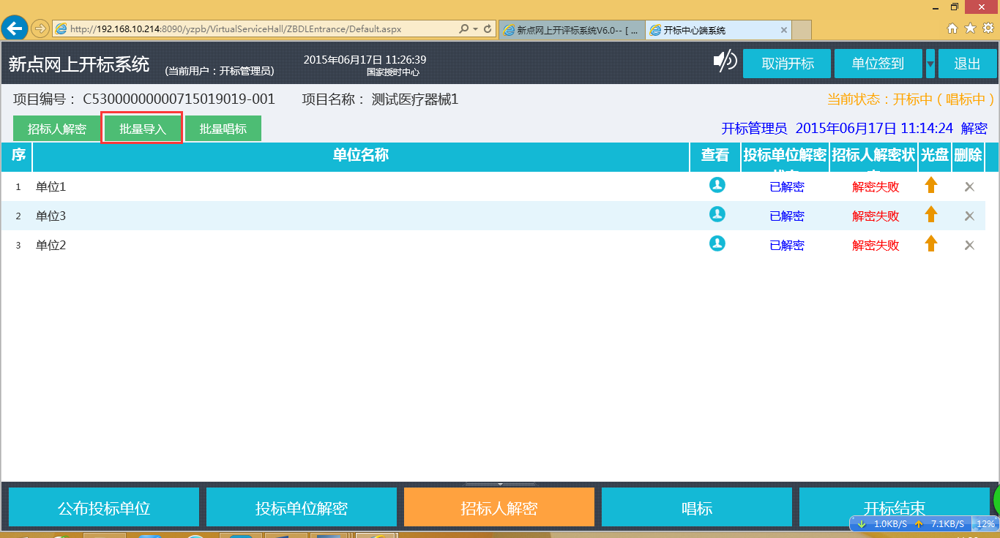 http://192.168.10.214:8090/yzpb/VirtualServiceHall/ZBDLEntrance/Default.aspx
新点网上开评标系统V6.0-- [ ...
开标中心端系统
新点网上开标系统
(当前用户：开标管理员)
2015年06月17日 11:26:39
国家授时中心
取消开标
单位签到
退出
项目编号： C53000000000715019019-001
项目名称： 测试医疗器械1
当前状态：开标中（唱标中）
招标人解密
批量导入
批量唱标
开标管理员 2015年06月17日 11:14:24 解密
序 单位名称 查看 投标单位解密状态 招标人解密状态 光盘 删除
1 单位1 已解密 解密失败
2 单位3 已解密 解密失败
3 单位2 已解密 解密失败
公布投标单位
投标单位解密
招标人解密
唱标
开标结束
1.0KB/S 7.1KB/S 12%